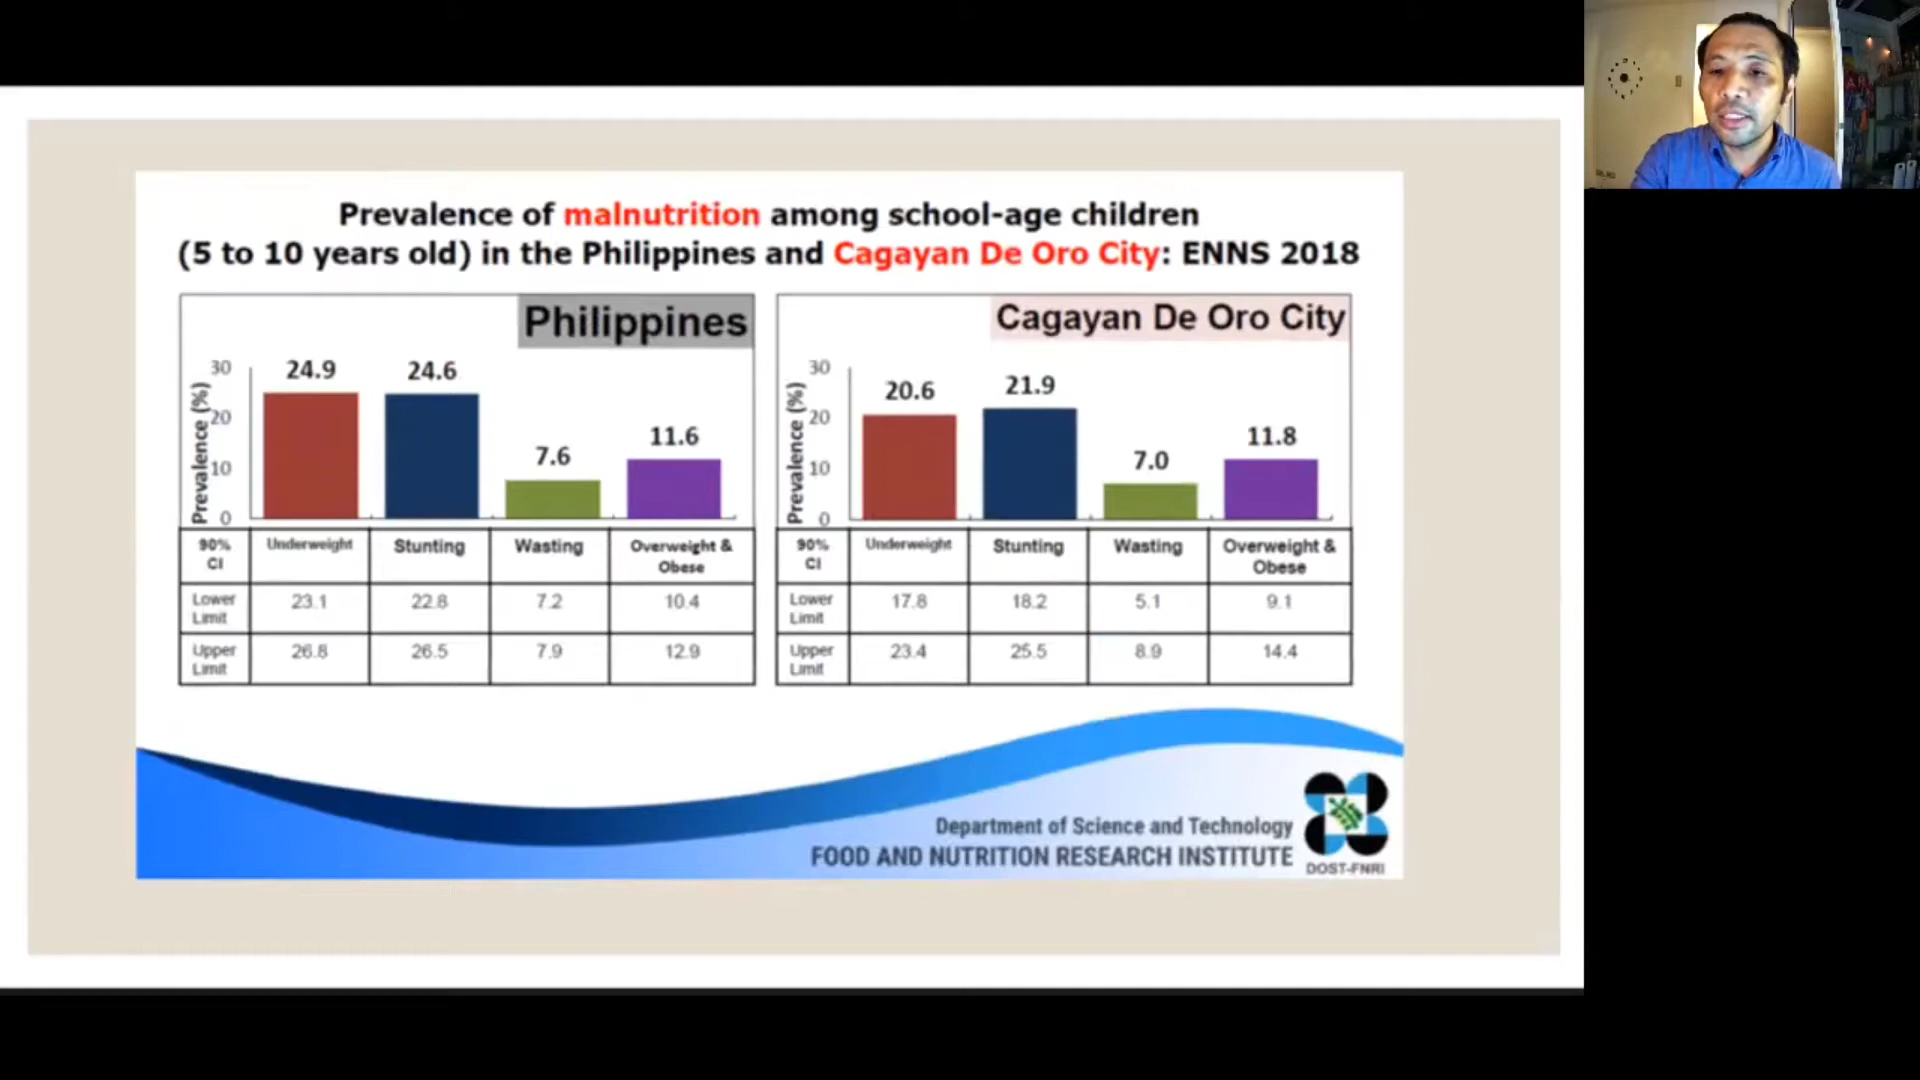 Prevalence of malnutrition among school-age children
(5 to 10 years old) in the Philippines and Cagayan De Oro City: ENNS 2018
Philippines
Prevalence (%)
30
20
10
0
24.9
24.6
7.6
11.6
90% CI
Underweight
Stunting
Wasting
Overweight & Obese
Lower Limit
23.1
22.8
7.2
10.4
Upper Limit
26.8
26.5
7.9
12.9
Cagayan De Oro City
Prevalence (%)
30
20
10
0
20.6
21.9
7.0
11.8
90% CI
Underweight
Stunting
Wasting
Overweight & Obese
Lower Limit
17.8
18.2
5.1
9.1
Upper Limit
23.4
25.5
8.9
14.4
Department of Science and Technology
FOOD AND NUTRITION RESEARCH INSTITUTE
DOST-FNRI